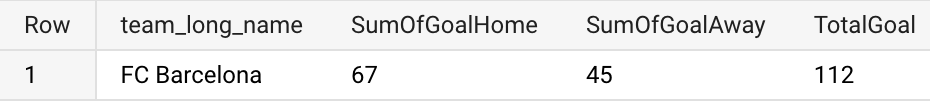 Row team_long_name SumOfGoalHome SumOfGoalAway TotalGoal
1 FC Barcelona 67 45 112